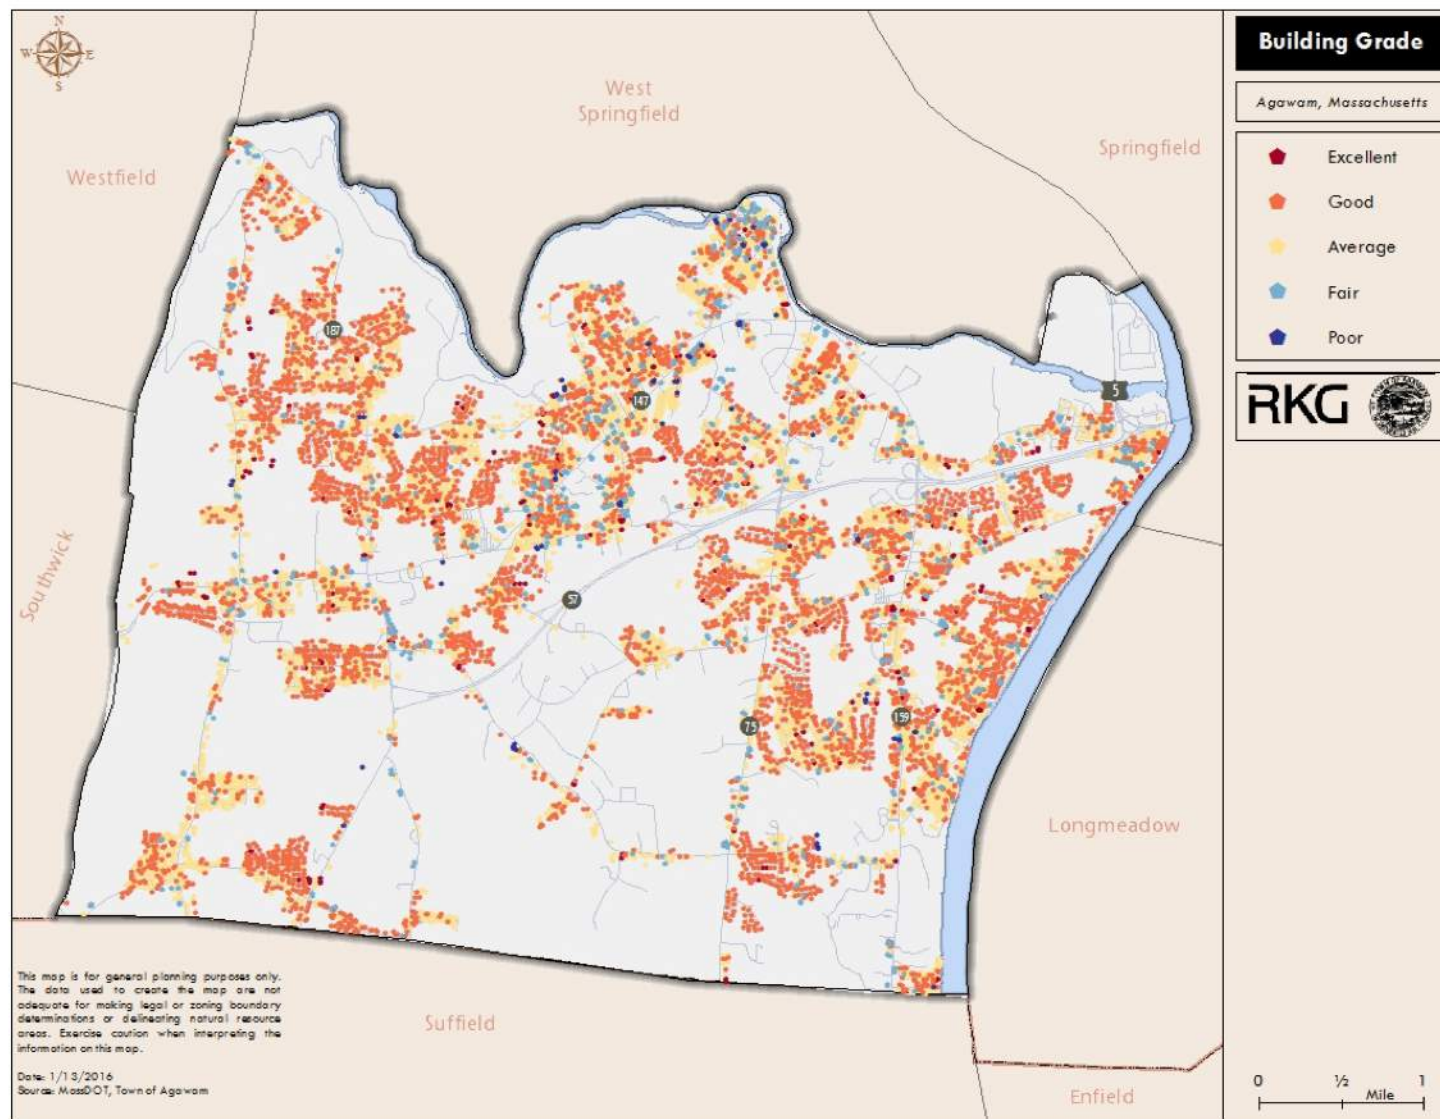 N
W
E
S
West
Springfield
Springfield
Westfield
187
5
147
Southwick
57
75
159
Longmeadow
Suffield
Enfield
This map is for general planning purposes only.
The data used to create the map are not
adequate for making legal or zoning boundary
determinations or delineating natural resource
areas. Exercise caution when interpreting the
information on this map.
Date: 1/13/2016
Source: MassDOT, Town of Agawam
Building Grade
Agawam, Massachusetts
Excellent
Good
Average
Fair
Poor
RKG
0 ½ 1
Mile